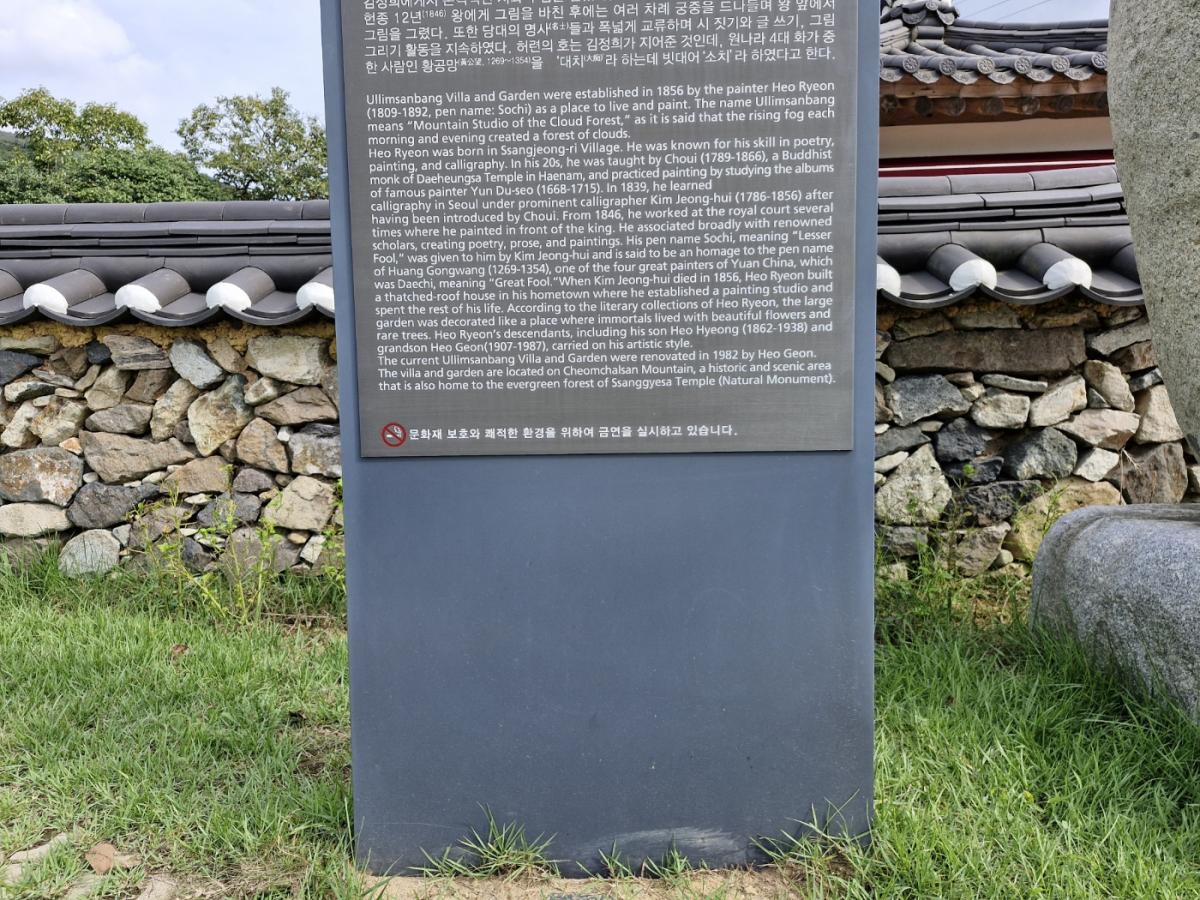 헌종 12년(1846) 왕에게 그림을 바친 후에는 여러 차례 궁중을 드나들며 왕 앞에서
그림을 그렸다. 또한 당대의 명사(名士)들과 폭넓게 교류하며 시 짓기와 글 쓰기, 그림
그리기 활동을 지속하였다. 허련의 호는 김정희가 지어준 것인데, 원나라 4대 화가 중
한 사람인 황공망(黃公望, 1269~1354)을 '대치(大痴)'라 하는데 빗대어 '소치'라 하였다고 한다.
Ullimsanbang Villa and Garden were established in 1856 by the painter Heo Ryeon
(1809-1892, pen name: Sochi) as a place to live and paint. The name Ullimsanbang
means “Mountain Studio of the Cloud Forest,” as it is said that the rising fog each
morning and evening created a forest of clouds.
Heo Ryeon was born in Ssangjeong-ri Village. He was known for his skill in poetry,
painting, and calligraphy. In his 20s, he was taught by Choui (1789-1866), a Buddhist
monk of Daeheungsa Temple in Haenam, and practiced painting by studying the albums
of famous painter Yun Du-seo (1668-1715). In 1839, he learned
calligraphy in Seoul under prominent calligrapher Kim Jeong-hui (1786-1856) after
having been introduced by Choui. From 1846, he worked at the royal court several
times where he painted in front of the king. He associated broadly with renowned
scholars, creating poetry, prose, and paintings. His pen name Sochi, meaning “Lesser
Fool,” was given to him by Kim Jeong-hui and is said to be an homage to the pen name
of Huang Gongwang (1269-1354), one of the four great painters of Yuan China, which
was Daechi, meaning “Great Fool.”When Kim Jeong-hui died in 1856, Heo Ryeon built
a thatched-roof house in his hometown where he established a painting studio and
spent the rest of his life. According to the literary collections of Heo Ryeon, the large
garden was decorated like a place where immortals lived with beautiful flowers and
rare trees. Heo Ryeon's descendants, including his son Heo Hyeong (1862-1938) and
grandson Heo Geon(1907-1987), carried on his artistic style.
The current Ullimsanbang Villa and Garden were renovated in 1982 by Heo Geon.
The villa and garden are located on Cheomchalsan Mountain, a historic and scenic area
that is also home to the evergreen forest of Ssanggyesa Temple (Natural Monument).
문화재 보호와 쾌적한 환경을 위하여 금연을 실시하고 있습니다.